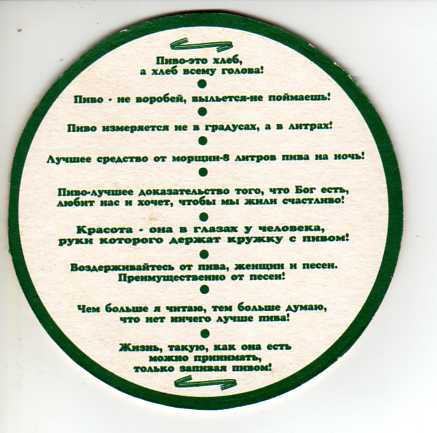 Пиво-это хлеб,
а хлеб всему голова!
Пиво - не воробей, выльется-не поймаешь!
Пиво измеряется не в градусах, а в литрах!
Лучшее средство от морщин-8 литров пива на ночь!
Пиво-лучшее доказательство того, что Бог есть,
любит нас и хочет, чтобы мы жили счастливо!
Красота - она в глазах у человека,
руки которого держат кружку с пивом!
Воздерживайтесь от пива, женщин и песен.
Преимущественно от песен!
Чем больше я читаю, тем больше думаю,
что нет ничего лучше пива!
Жизнь, такую, как она есть
можно принимать,
только запивая пивом!